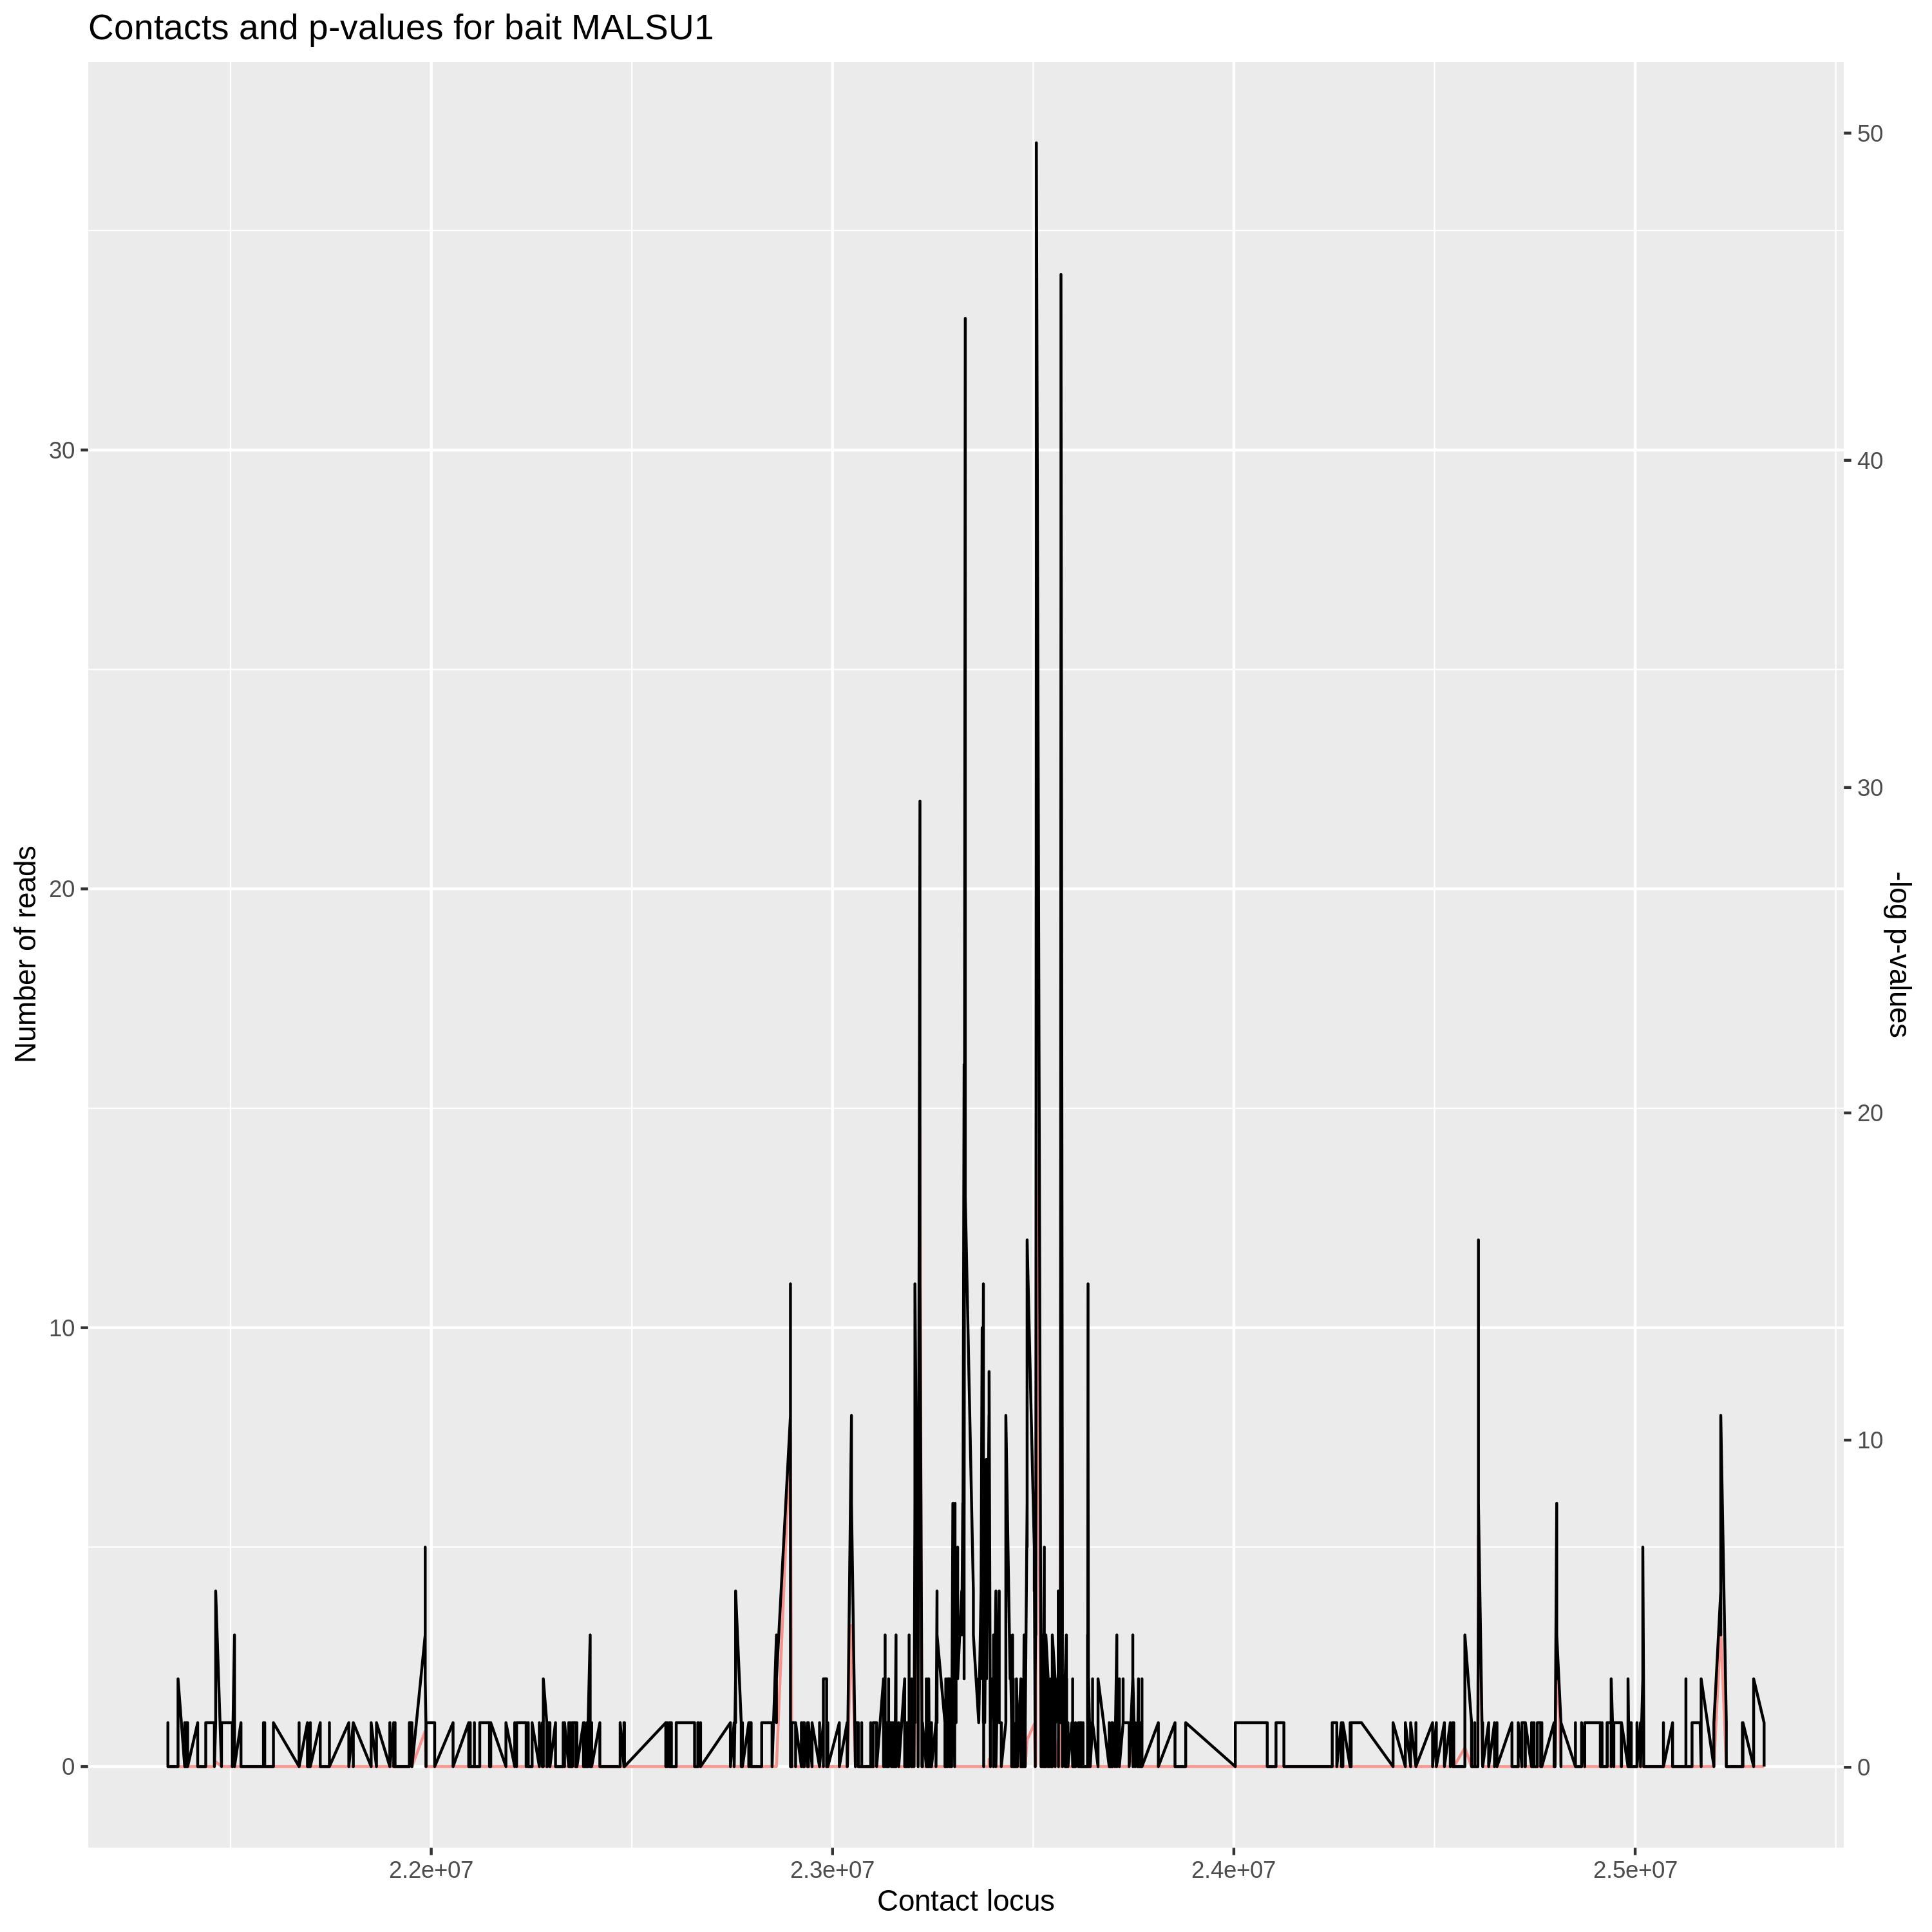 Contacts and p-values for bait MALSU1
Number of reads
30
20
10
0
50
40
30
20
10
0
-log p-values
2.2e+07 2.3e+07 2.4e+07 2.5e+07
Contact locus